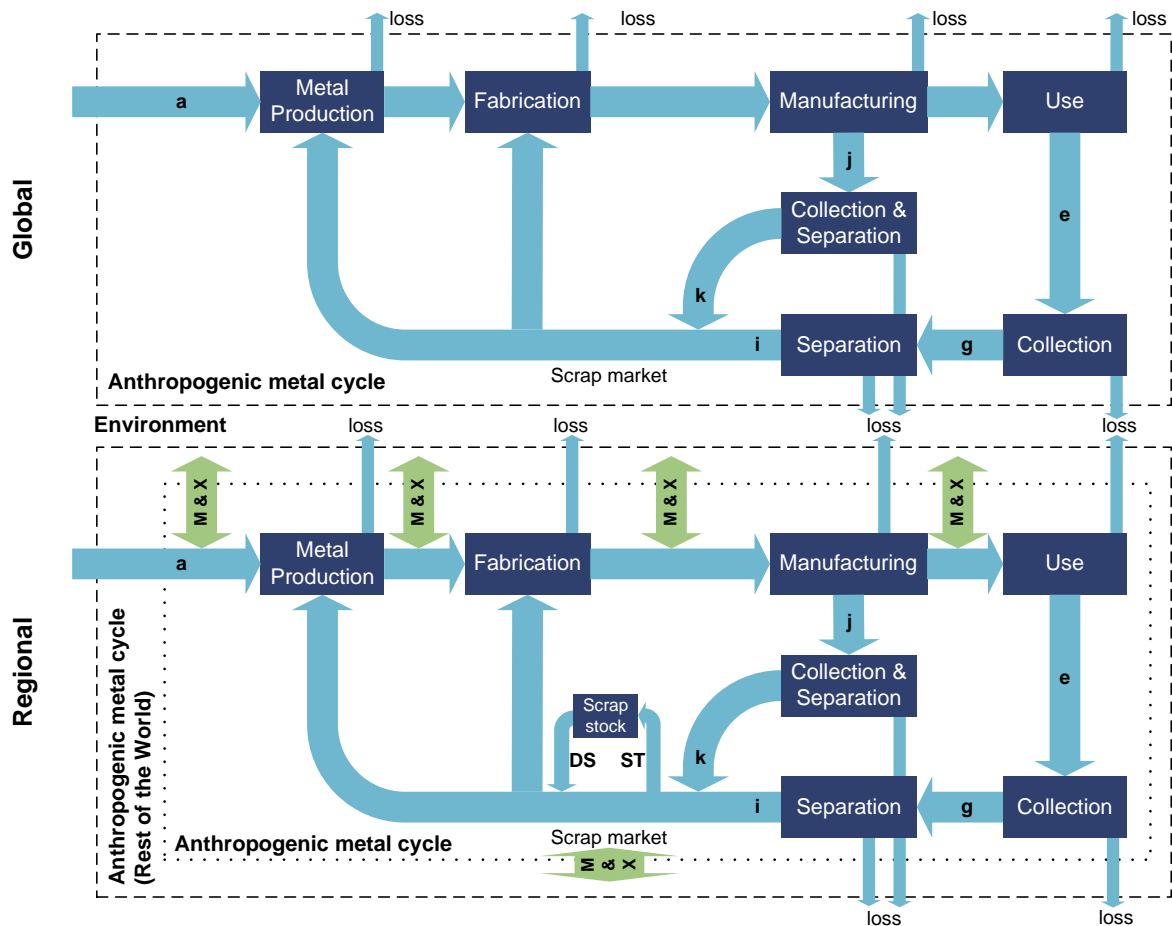 loss
loss
loss
loss
Global
a
Metal
Production
Fabrication
Manufacturing
Use
j
Collection &
Separation
e
k
i
Separation
g
Collection
Scrap market
Anthropogenic metal cycle
Environment
loss
loss
loss
loss
Regional
M & X
M & X
M & X
M & X
a
Metal
Production
Fabrication
Manufacturing
Use
j
Collection &
Separation
e
Scrap
stock
DS
ST
k
i
Separation
g
Collection
Scrap market
Anthropogenic metal cycle
Anthropogenic metal cycle
(Rest of the World)
M & X
loss
loss